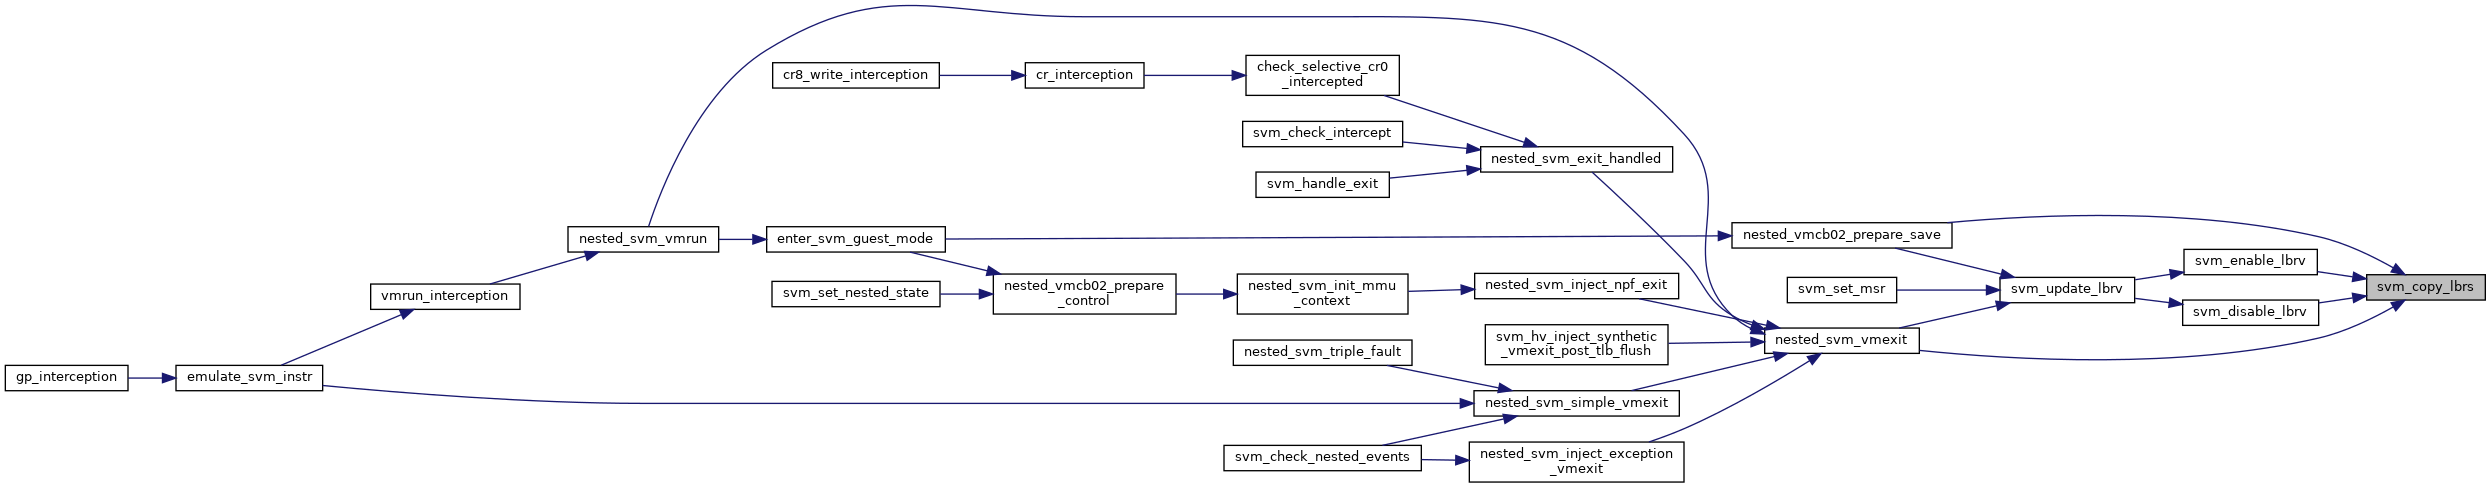 cr8_write_interception
cr_interception
check_selective_cr0
_intercepted
svm_check_intercept
nested_svm_exit_handled
svm_handle_exit
nested_svm_vmrun
enter_svm_guest_mode
nested_vmcb02_prepare_save
svm_enable_lbrv
vmrun_interception
svm_set_nested_state
nested_vmcb02_prepare
_control
nested_svm_init_mmu
_context
nested_svm_inject_npf_exit
svm_set_msr
svm_update_lbrv
svm_copy_lbrs
svm_disable_lbrv
svm_hv_inject_synthetic
_vmexit_post_tlb_flush
nested_svm_vmexit
nested_svm_triple_fault
gp_interception
emulate_svm_instr
nested_svm_simple_vmexit
svm_check_nested_events
nested_svm_inject_exception
_vmexit